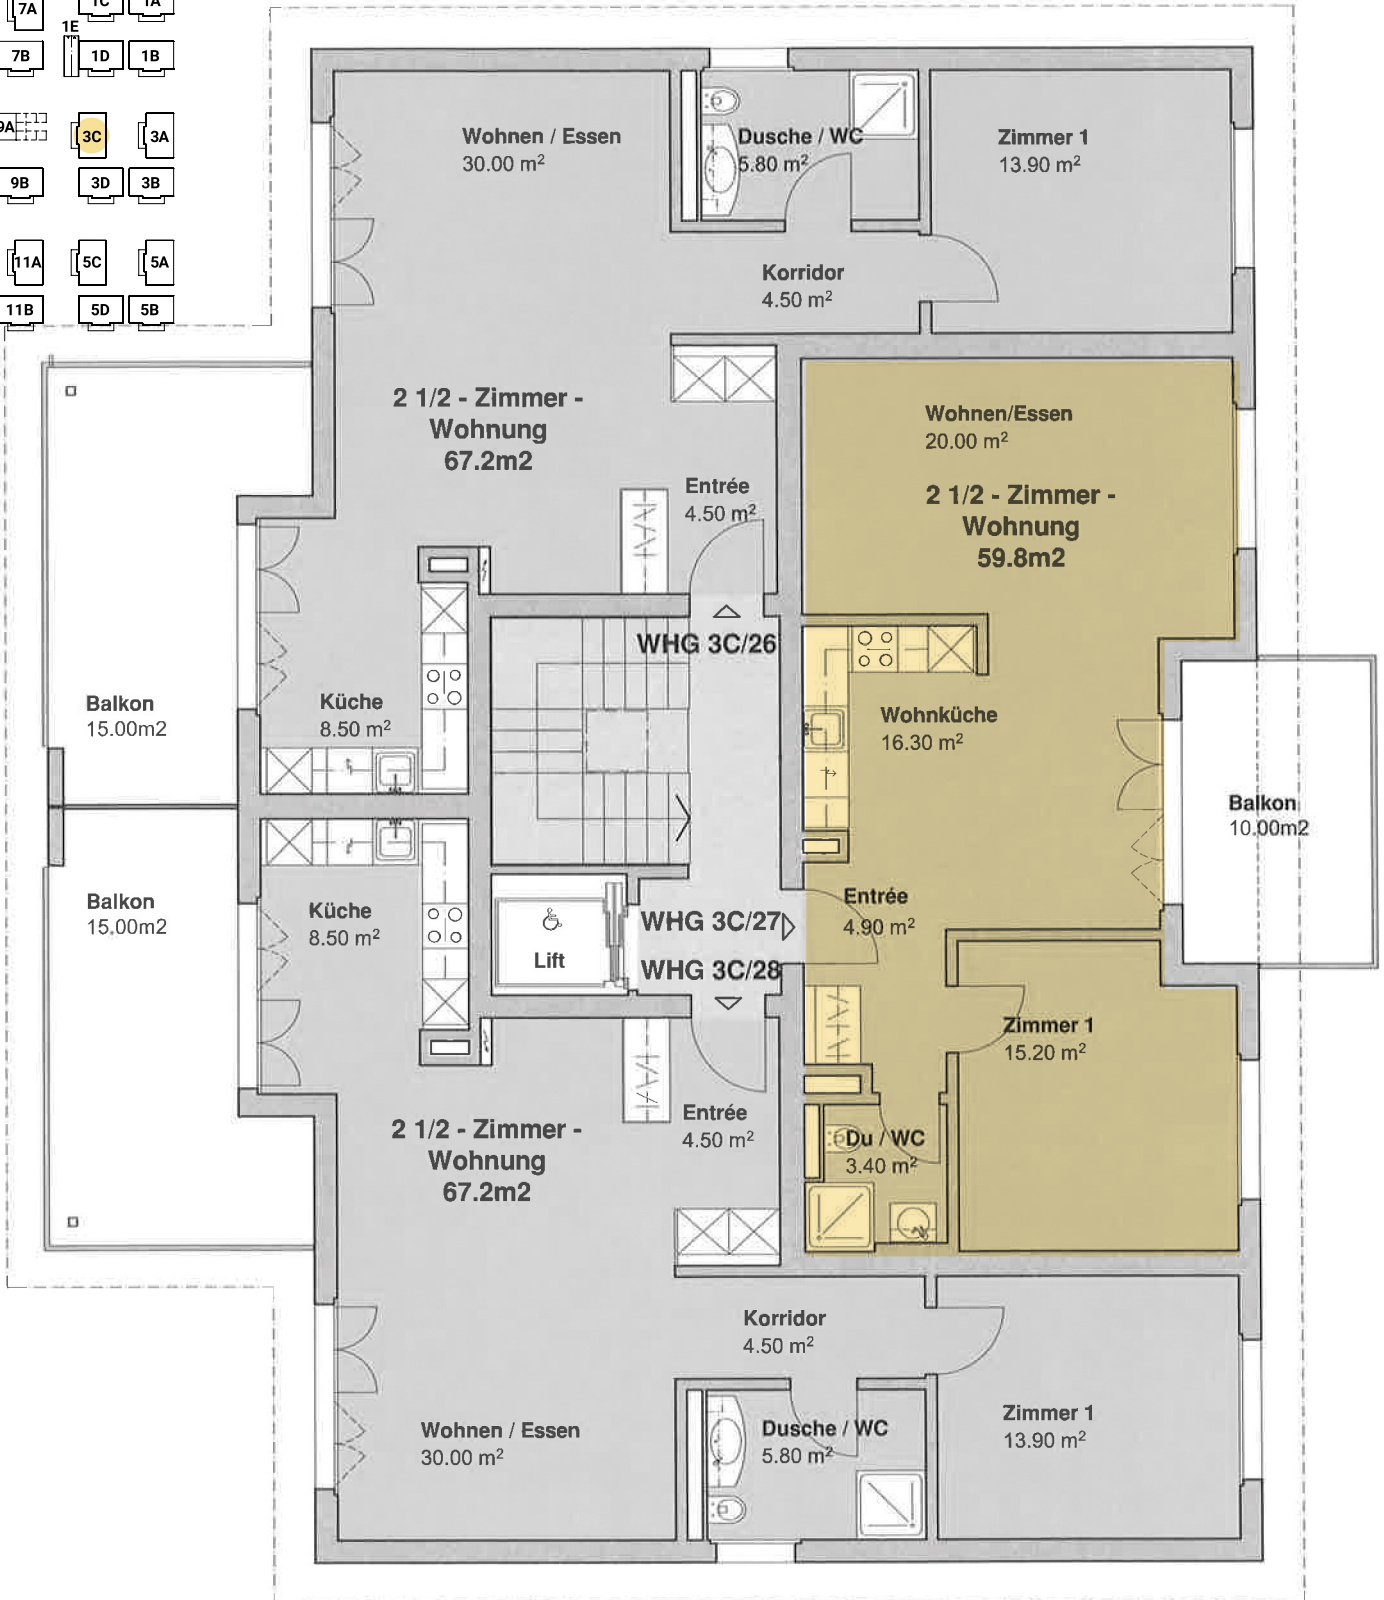 7A
1C
1A
1E
7B
1D
1B
9A
3C
3A
9B
3D
3B
11A
5C
5A
11B
5D
5B
Wohnen / Essen
30.00 m²
Dusche / WC
5.80 m²
Zimmer 1
13.90 m²
Korridor
4.50 m²
2 1/2 - Zimmer -
Wohnung
67.2m2
Entrée
4.50 m²
Wohnen/Essen
20.00 m²
2 1/2 - Zimmer -
Wohnung
59.8m2
WHG 3C/26
Balkon
15.00m2
Küche
8.50 m²
Wohnküche
16.30 m²
Balkon
10.00m2
Balkon
15,00m2
Küche
8.50 m²
Lift
WHG 3C/27
WHG 3C/28
Entrée
4.90 m²
Zimmer 1
15.20 m²
2 1/2 - Zimmer -
Wohnung
67.2m2
Entrée
4.50 m²
Du / WC
3.40 m²
Korridor
4.50 m²
Wohnen / Essen
30.00 m²
Dusche / WC
5.80 m²
Zimmer 1
13.90 m²